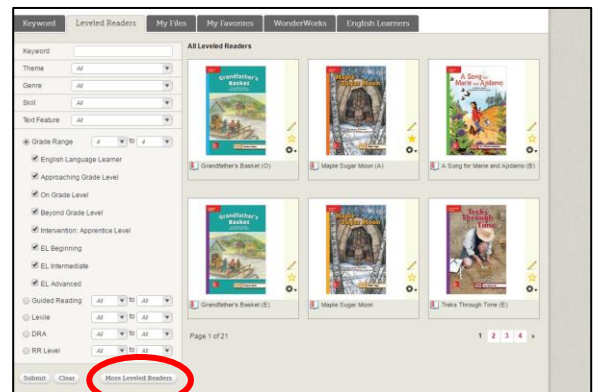 Keyword Leveled Readers My Files My Favorites WonderWorks English Learners
All Leveled Readers
Keyword
Theme All
Genre All
Skill All
Text Feature All
Grade Range 4 to 4
English Language Learner
Approaching Grade Level
On Grade Level
Beyond Grade Level
Intervention: Apprentice Level
EL Beginning
EL Intermediate
EL Advanced
Guided Reading All to All
Lexile All to All
DRA All to All
RR Level All to All
Submit Clear More Leveled Readers
Grandfather's Basket
Maple Sugar Moon
A Song for Marie and Ajidamo
Grandfather's Basket (O) Maple Sugar Moon (A) A Song for Marie and Ajidamo (B)
Grandfather's Basket
Maple Sugar Moon
Treks Through Time
Grandfather's Basket (E) Maple Sugar Moon Treks Through Time (E)
Page 1 of 21 1 2 3 4